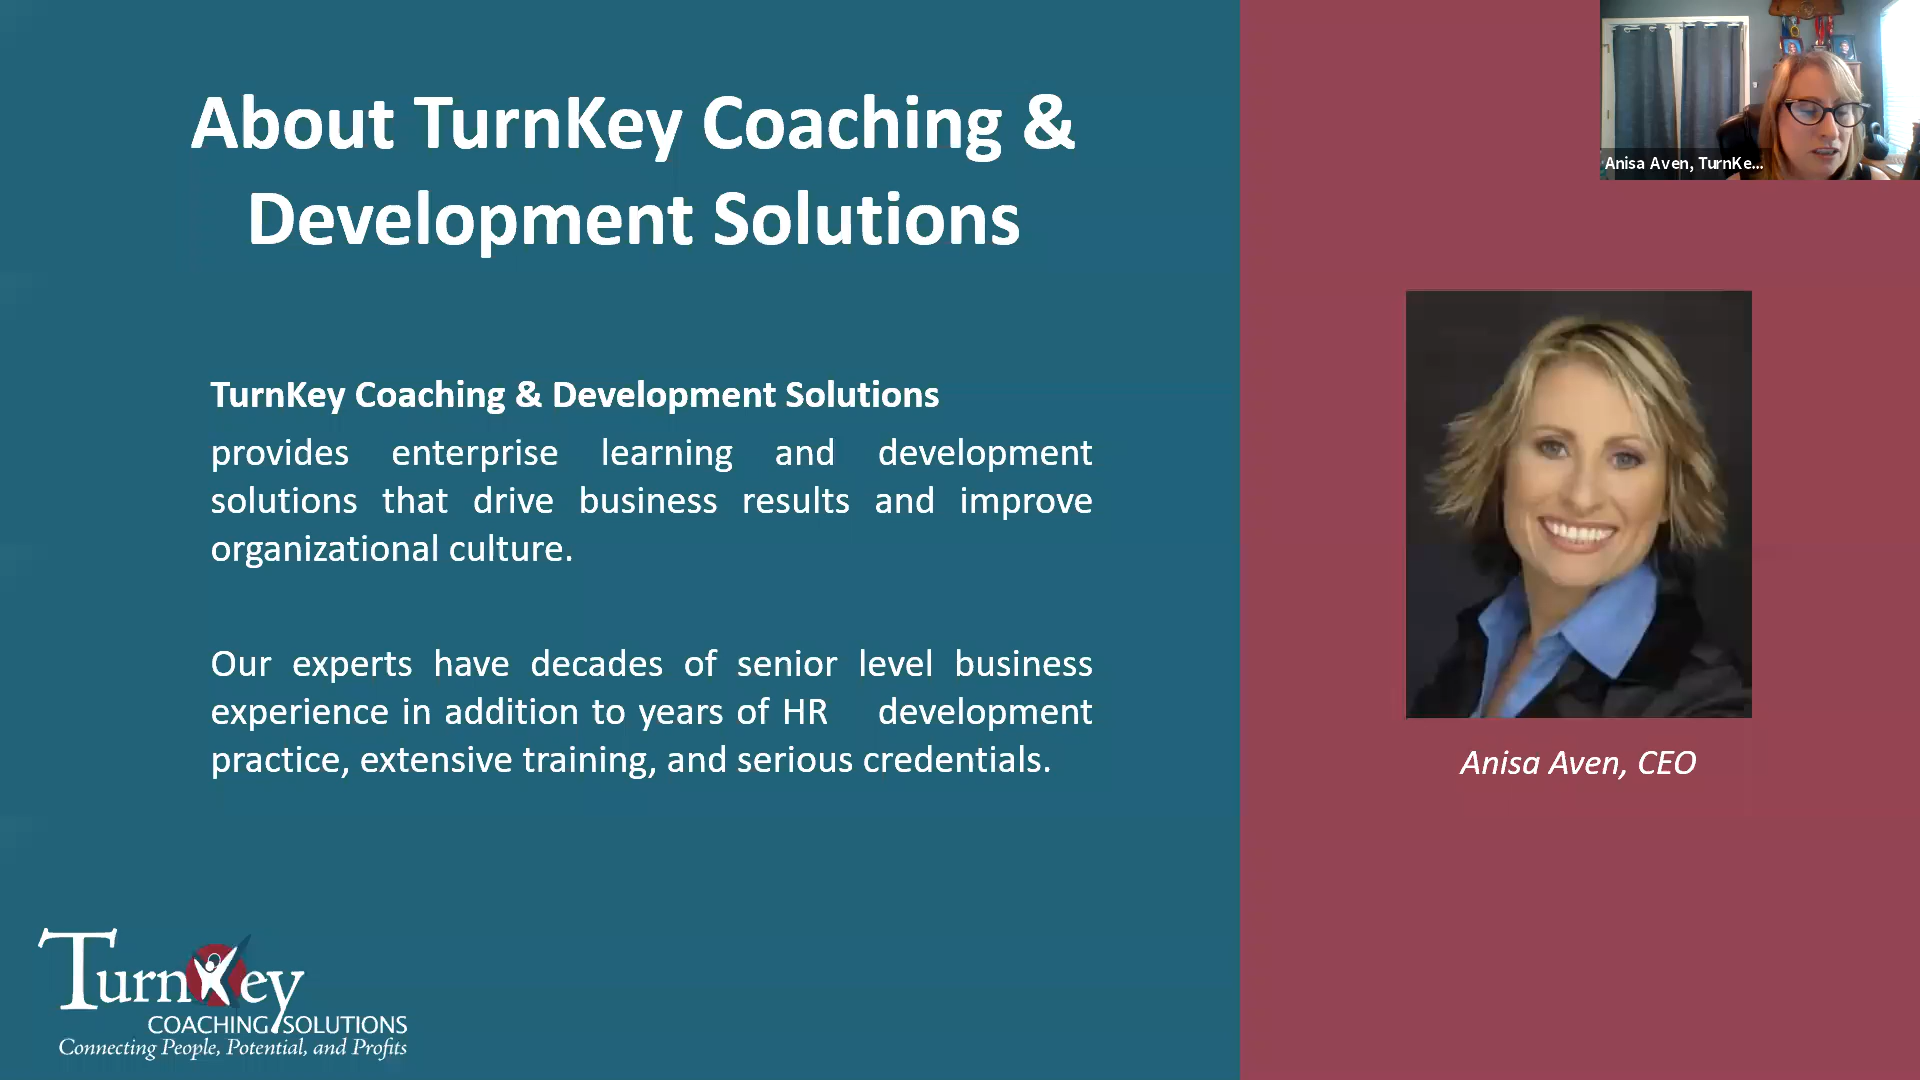 About TurnKey Coaching &
Development Solutions
Anisa Aven, TurnKe...
TurnKey Coaching & Development Solutions
provides enterprise learning and development
solutions that drive business results and improve
organizational culture.
Our experts have decades of senior level business
experience in addition to years of HR development
practice, extensive training, and serious credentials.
Anisa Aven, CEO
TurnKey
COACHING SOLUTIONS
Connecting People, Potential, and Profits